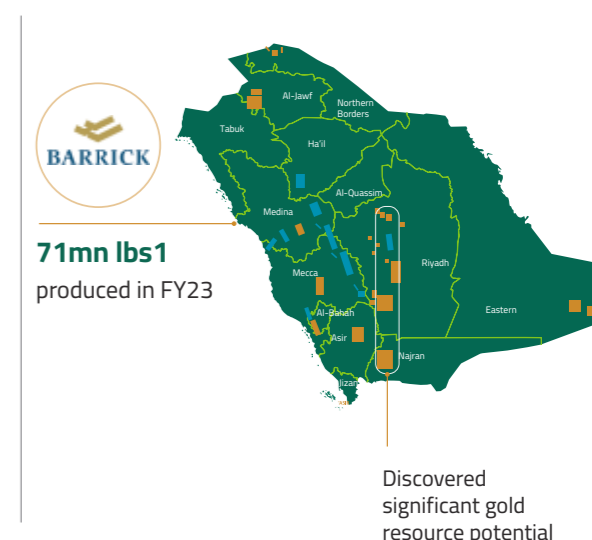 BARRICK
71mn lbs1
produced in FY23
Al-Jawf
Northern
Borders
Tabuk
Ha'il
Al-Quassim
Medina
Riyadh
Mecca
Eastern
Al-Bahah
Asir
Najran
Jizan
Discovered
significant gold
resource potential